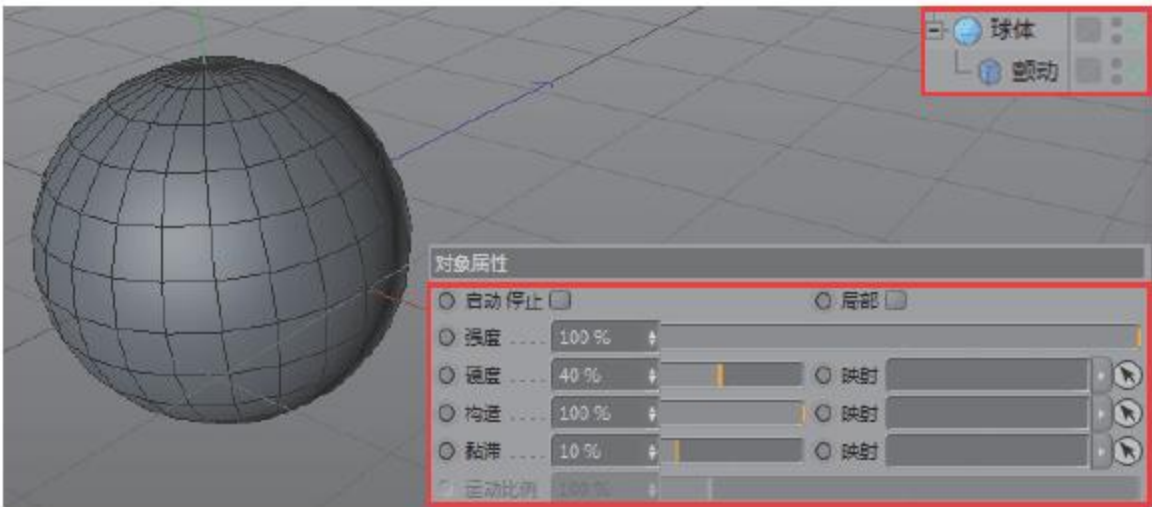 球体
颤动
对象属性
自动停止 局部
强度 .... 100 %
硬度 .... 40 % 映射
构造 .... 100 % 映射
黏滞 .... 10 % 映射
运动比例 100 %